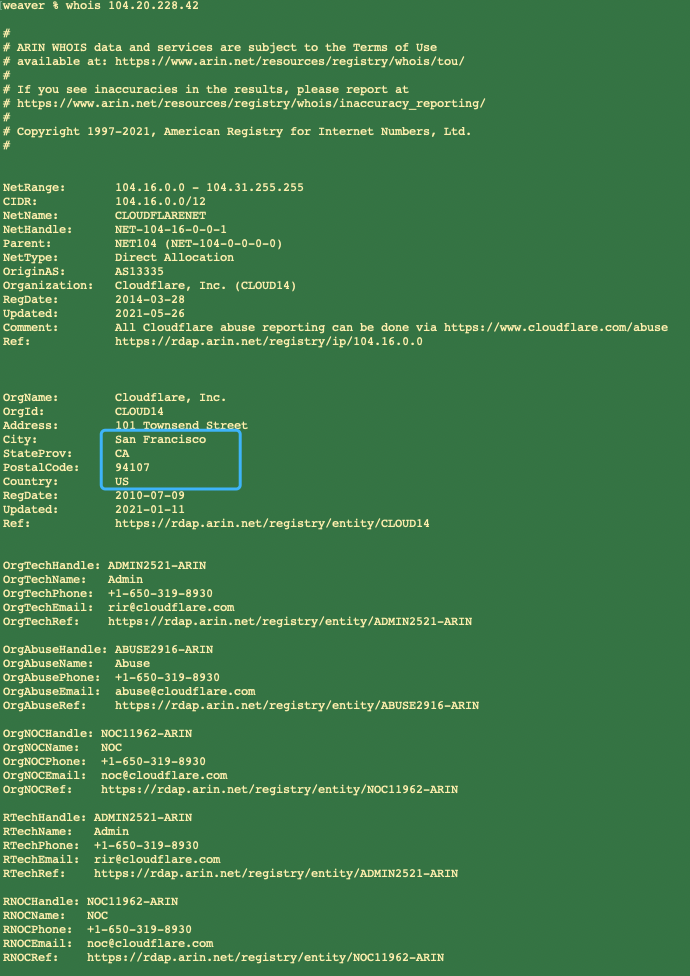 weaver % whois 104.20.228.42
#
# ARIN WHOIS data and services are subject to the Terms of Use
# available at: https://www.arin.net/resources/registry/whois/tou/
#
# If you see inaccuracies in the results, please report at
# https://www.arin.net/resources/registry/whois/inaccuracy_reporting/
#
# Copyright 1997-2021, American Registry for Internet Numbers, Ltd.
#
NetRange: 104.16.0.0 - 104.31.255.255
CIDR: 104.16.0.0/12
NetName: CLOUDFLARENET
NetHandle: NET-104-16-0-0-1
Parent: NET104 (NET-104-0-0-0-0)
NetType: Direct Allocation
OriginAS: AS13335
Organization: Cloudflare, Inc. (CLOUD14)
RegDate: 2014-03-28
Updated: 2021-05-26
Comment: All Cloudflare abuse reporting can be done via https://www.cloudflare.com/abuse
Ref: https://rdap.arin.net/registry/ip/104.16.0.0
OrgName: Cloudflare, Inc.
OrgId: CLOUD14
Address: 101 Townsend Street
City: San Francisco
StateProv: CA
PostalCode: 94107
Country: US
RegDate: 2010-07-09
Updated: 2021-01-11
Ref: https://rdap.arin.net/registry/entity/CLOUD14
OrgTechHandle: ADMIN2521-ARIN
OrgTechName: Admin
OrgTechPhone: +1-650-319-8930
OrgTechEmail: rir@cloudflare.com
OrgTechRef: https://rdap.arin.net/registry/entity/ADMIN2521-ARIN
OrgAbuseHandle: ABUSE2916-ARIN
OrgAbuseName: Abuse
OrgAbusePhone: +1-650-319-8930
OrgAbuseEmail: abuse@cloudflare.com
OrgAbuseRef: https://rdap.arin.net/registry/entity/ABUSE2916-ARIN
OrgNOCHandle: NOC11962-ARIN
OrgNOCName: NOC
OrgNOCPhone: +1-650-319-8930
OrgNOCEmail: noc@cloudflare.com
OrgNOCRef: https://rdap.arin.net/registry/entity/NOC11962-ARIN
RTechHandle: ADMIN2521-ARIN
RTechName: Admin
RTechPhone: +1-650-319-8930
RTechEmail: rir@cloudflare.com
RTechRef: https://rdap.arin.net/registry/entity/ADMIN2521-ARIN
RNOCHandle: NOC11962-ARIN
RNOCName: NOC
RNOCPhone: +1-650-319-8930
RNOCEmail: noc@cloudflare.com
RNOCRef: https://rdap.arin.net/registry/entity/NOC11962-ARIN